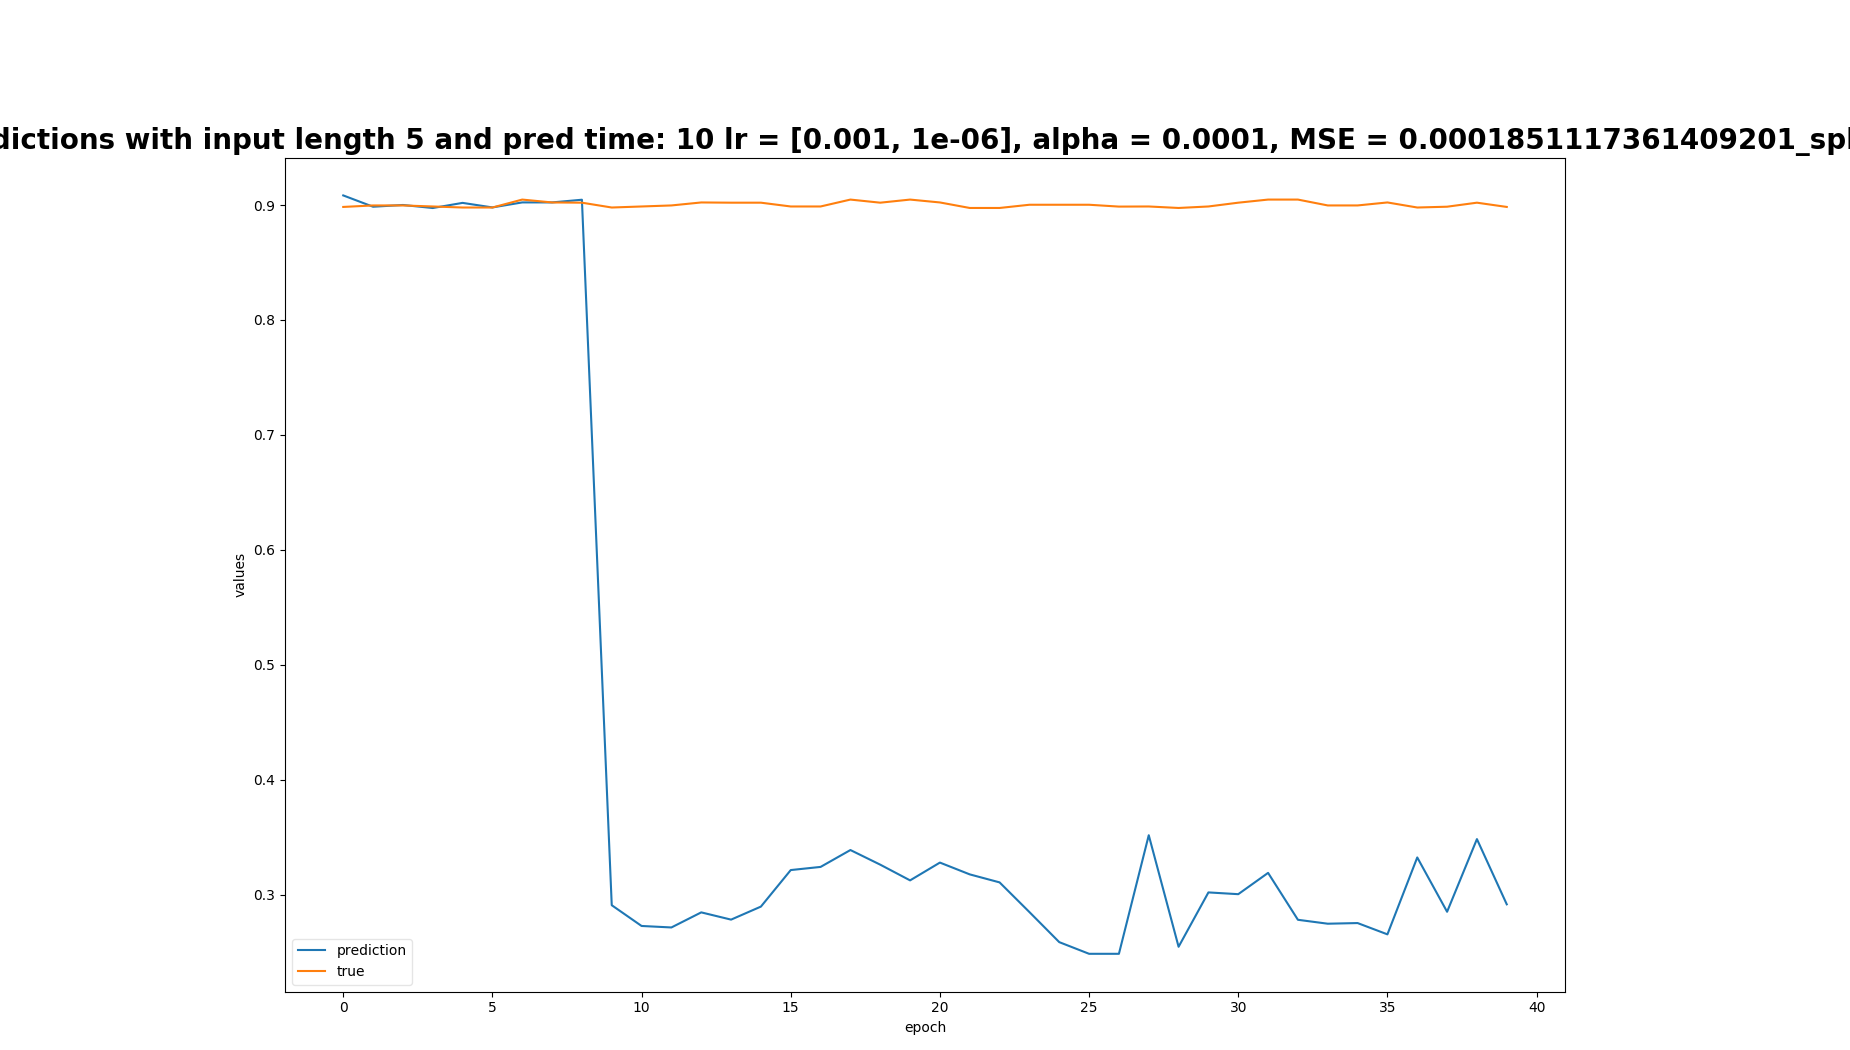 dictions with input length 5 and pred time: 10 lr = [0.001, 1e-06], alpha = 0.0001, MSE = 0.0001851117361409201_spl
0.9
0.8
0.7
0.6
0.5
0.4
0.3
values
prediction
true
0 5 10 15 20 25 30 35 40
epoch